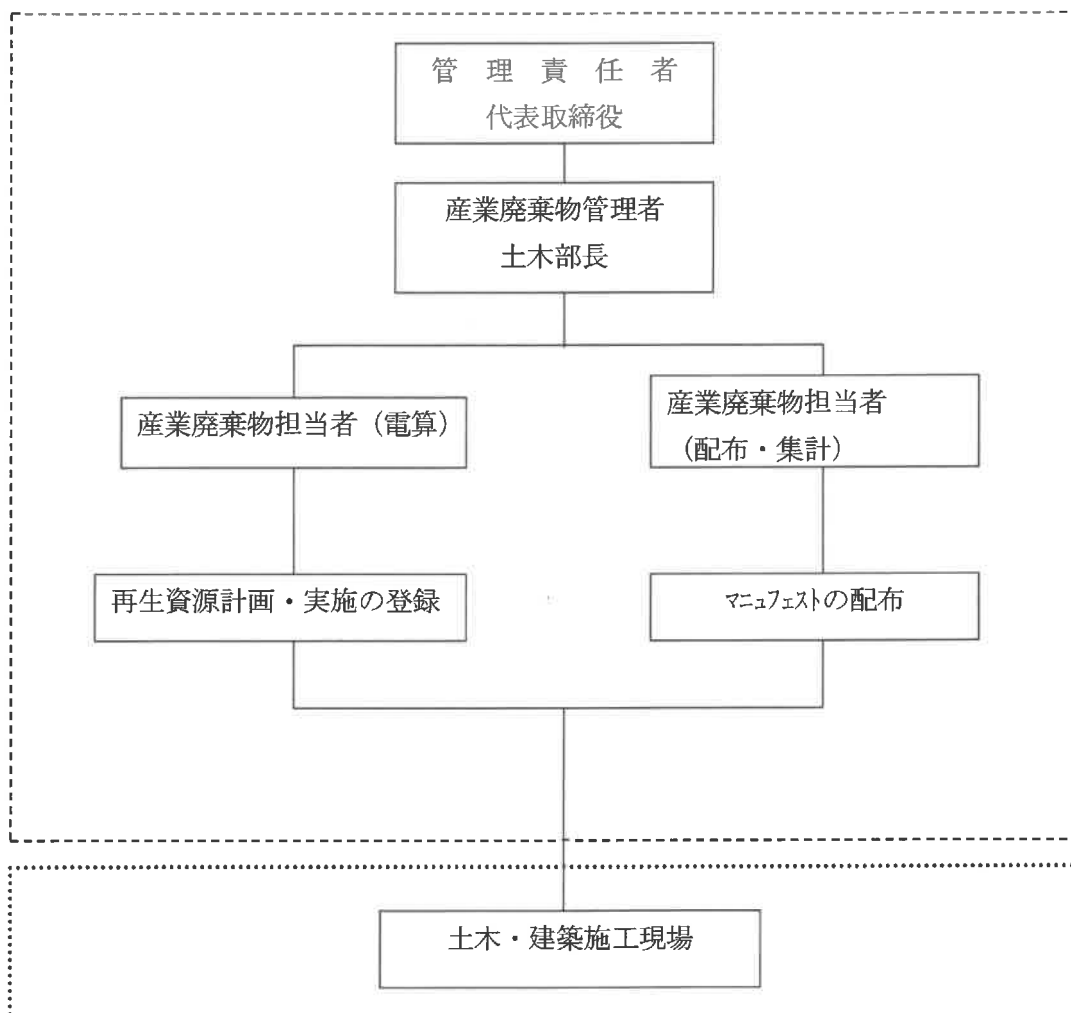 管理責任者
代表取締役
産業廃棄物管理者
土木部長
産業廃棄物担当者（電算）
産業廃棄物担当者
（配布・集計）
再生資源計画・実施の登録
ﾏﾆｭﾌｪｽﾄの配布
土木・建築施工現場